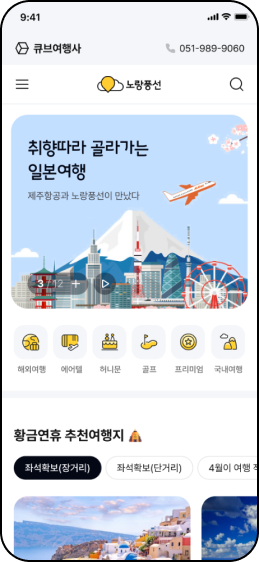 9:41
큐브여행사
051-989-9060
노랑풍선
취향따라 골라가는
일본여행
제주항공과 노랑풍선이 만났다
3 / 12
해외여행 에어텔 허니문 골프 프리미엄 국내여행
황금연휴 추천여행지
좌석확보(장거리) 좌석확보(단거리) 4월이 여행 적